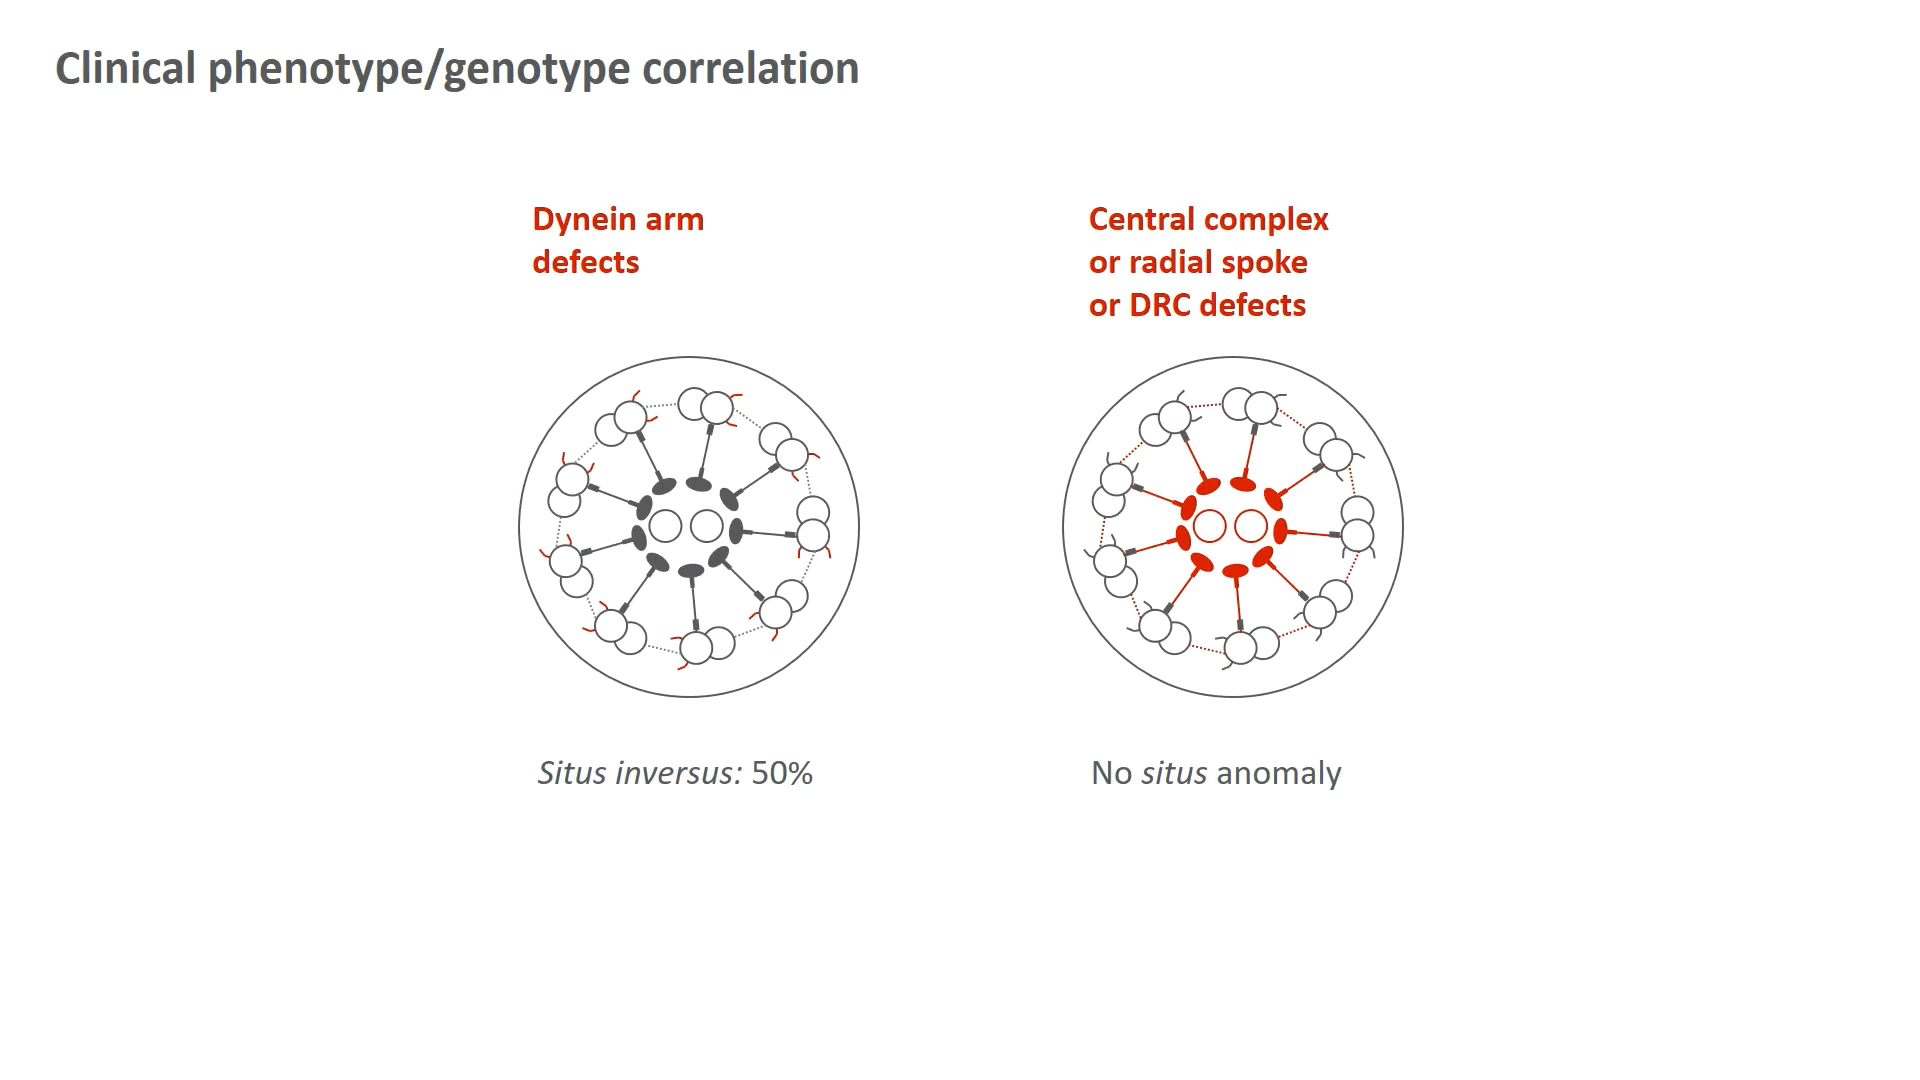 Clinical phenotype/genotype correlation
Dynein arm
defects
Central complex
or radial spoke
or DRC defects
Situs inversus: 50%
No situs anomaly